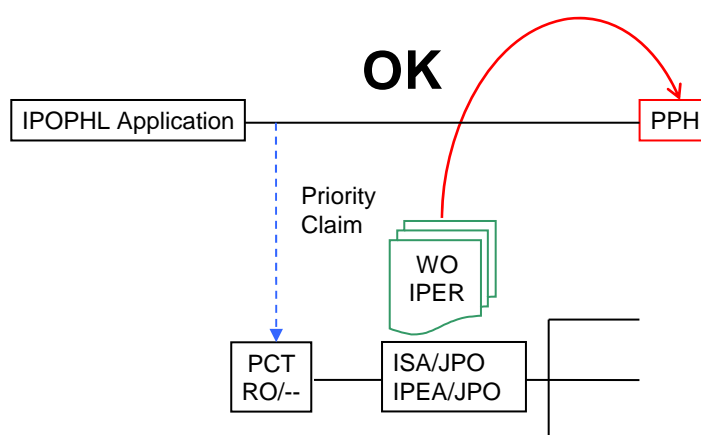 OK
IPOPHL Application
PPH
Priority
Claim
WO
IPER
PCT
RO/--
ISA/JPO
IPEA/JPO